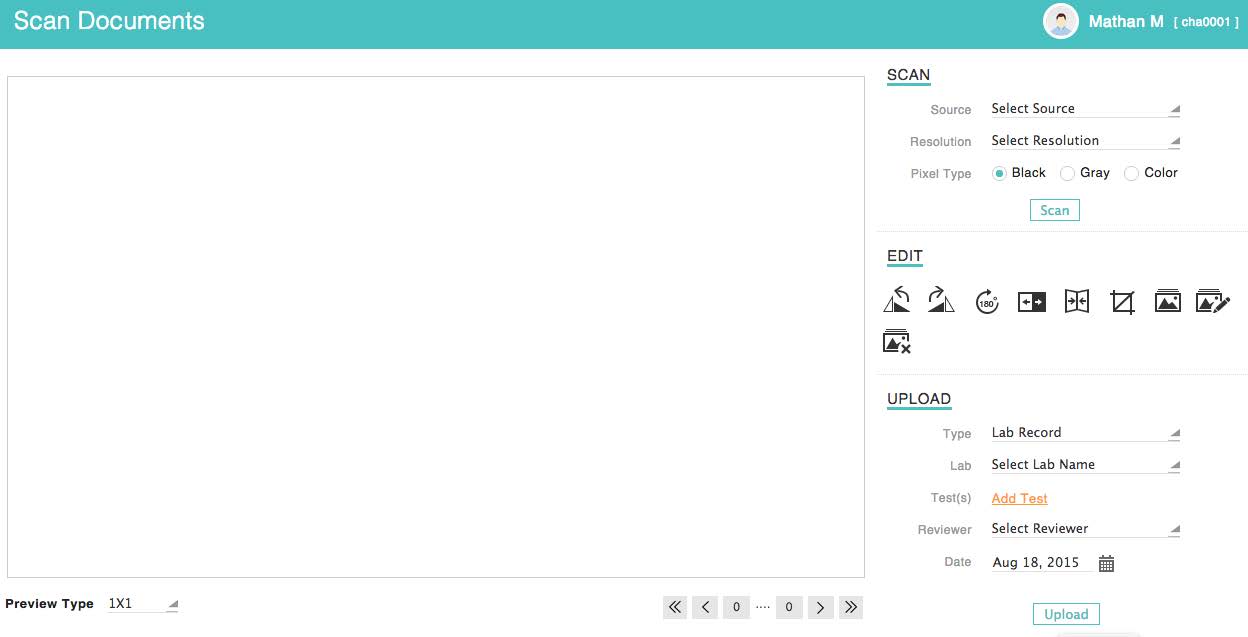 Scan Documents
Mathan M [ cha0001 ]
SCAN
Source Select Source
Resolution Select Resolution
Pixel Type Black Gray Color
Scan
EDIT
180°
UPLOAD
Type Lab Record
Lab Select Lab Name
Test(s) Add Test
Reviewer Select Reviewer
Date Aug 18, 2015
Upload
Preview Type 1X1
0 .... 0